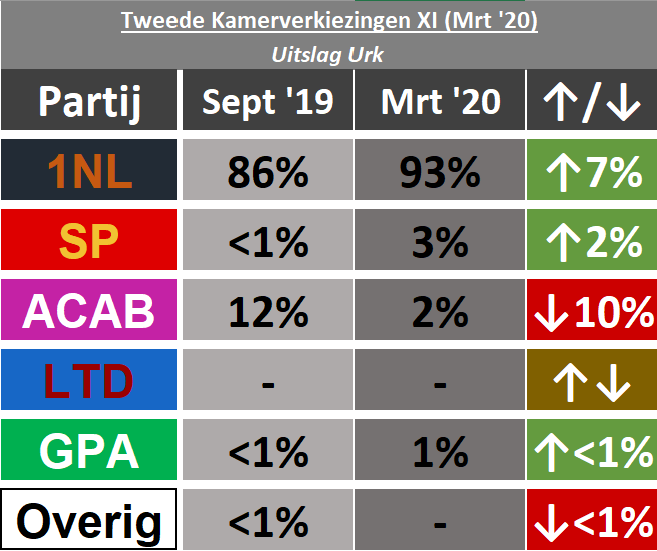 Tweede Kamerverkiezingen XI (Mrt '20)
Uitslag Urk
Partij Sept '19 Mrt '20 ↑/↓
1NL 86% 93% ↑7%
SP <1% 3% ↑2%
ACAB 12% 2% ↓10%
LTD - - ↑↓
GPA <1% 1% ↑<1%
Overig <1% - ↓<1%